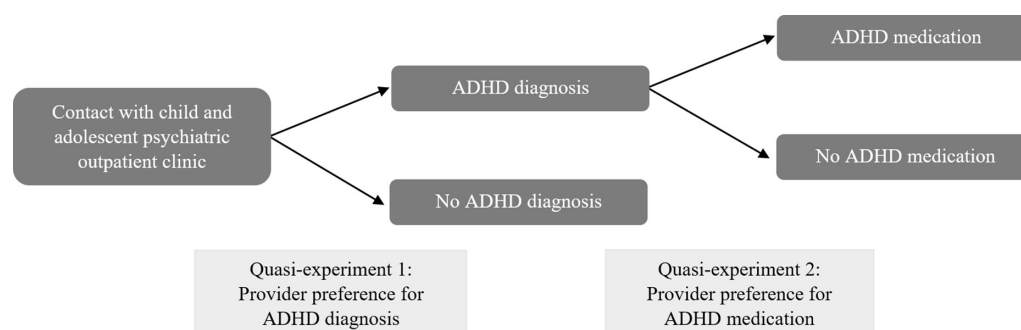 Contact with child and
adolescent psychiatric
outpatient clinic
ADHD diagnosis
No ADHD diagnosis
ADHD medication
No ADHD medication
Quasi-experiment 1:
Provider preference for
ADHD diagnosis
Quasi-experiment 2:
Provider preference for
ADHD medication